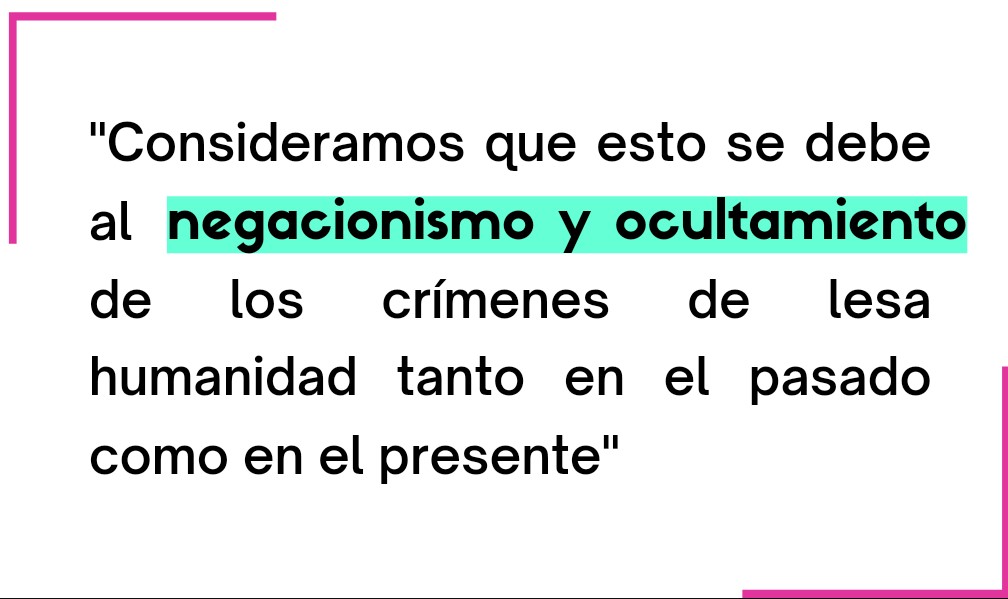 "Consideramos que esto se debe
al negacionismo y ocultamiento
de los crímenes de lesa
humanidad tanto en el pasado
como en el presente"